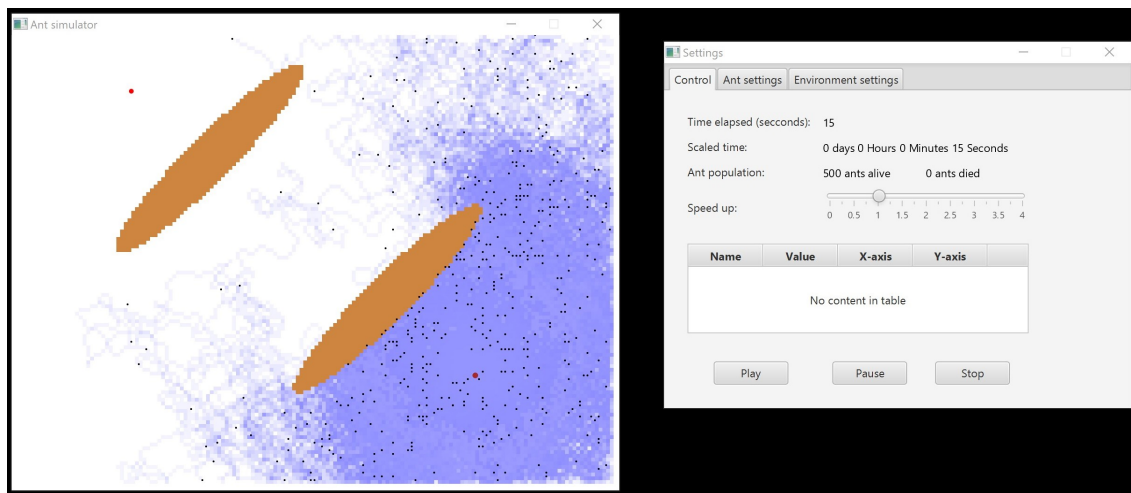 Ant simulator
Settings
Control Ant settings Environment settings
Time elapsed (secconds): 15
Scaled time: 0 days 0 Hours 0 Minutes 15 Seconds
Ant population: 500 ants alive 0 ants died
Speed up:
0 0.5 1 1.5 2 2.5 3 3.5 4
Name Value X-axis Y-axis
No content in table
Play Pause Stop